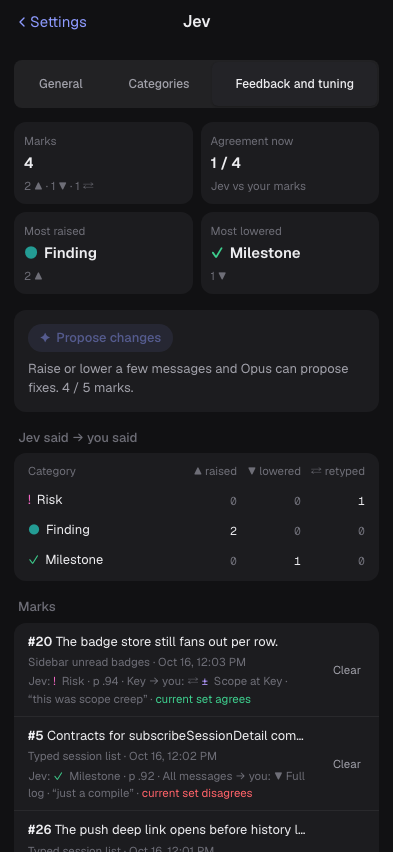 Settings
Jev
General Categories Feedback and tuning
Marks
4
2 ▲ · 1 ▼ · 1 ⇄
Agreement now
1 / 4
Jev vs your marks
Most raised
Finding
2 ▲
Most lowered
✓ Milestone
1 ▼
Propose changes
Raise or lower a few messages and Opus can propose
fixes. 4 / 5 marks.
Jev said → you said
Category ▲ raised ▼ lowered ⇄ retyped
! Risk 0 0 1
Finding 2 0 0
✓ Milestone 0 1 0
Marks
#20 The badge store still fans out per row.
Sidebar unread badges · Oct 16, 12:03 PM
Jev: ! Risk · p .94 · Key → you: ⇄ ± Scope at Key ·
“this was scope creep” · current set agrees
Clear
#5 Contracts for subscribeSessionDetail com…
Typed session list · Oct 16, 12:02 PM
Jev: ✓ Milestone · p .92 · All messages → you: ▼ Full
log · “just a compile” · current set disagrees
Clear
#26 The push deep link opens before history l…
Typed session list · Oct 16, 12:01 PM